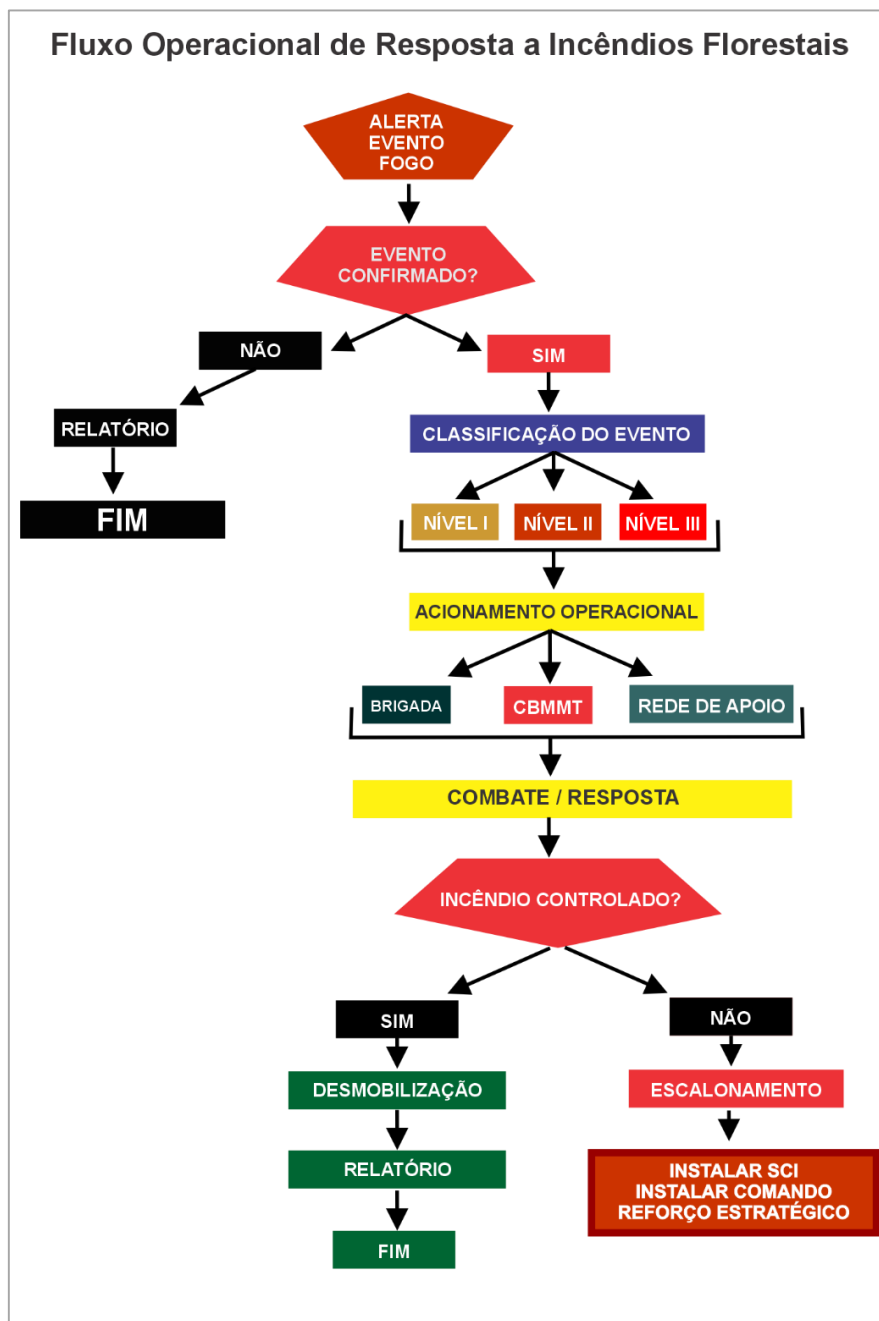 Fluxo Operacional de Resposta a Incêndios Florestais
ALERTA
EVENTO
FOGO
EVENTO
CONFIRMADO?
NÃO
SIM
RELATÓRIO
CLASSIFICAÇÃO DO EVENTO
FIM
NÍVEL I
NÍVEL II
NÍVEL III
ACIONAMENTO OPERACIONAL
BRIGADA
CBMMT
REDE DE APOIO
COMBATE / RESPOSTA
INCÊNDIO CONTROLADO?
SIM
NÃO
DESMOBILIZAÇÃO
ESCALONAMENTO
RELATÓRIO
INSTALAR SCI
INSTALAR COMANDO
REFORÇO ESTRATÉGICO
FIM